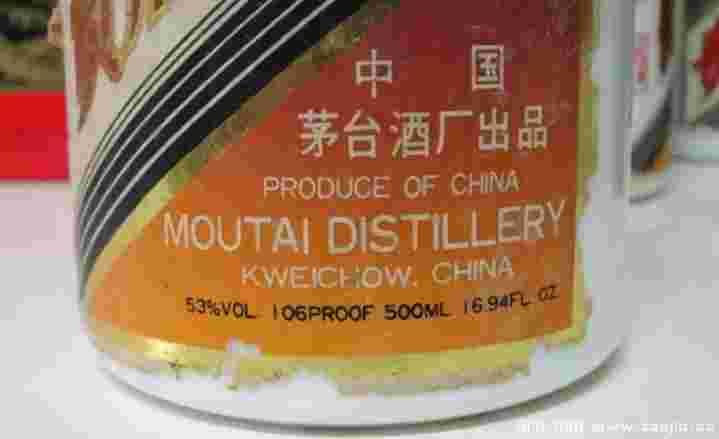 中国
茅台酒厂出品
PRODUCE OF CHINA
MOUTAI DISTILLERY
KWEICHOW. CHINA
53%VOL 106PROOF 500ML 16.94FL OZ